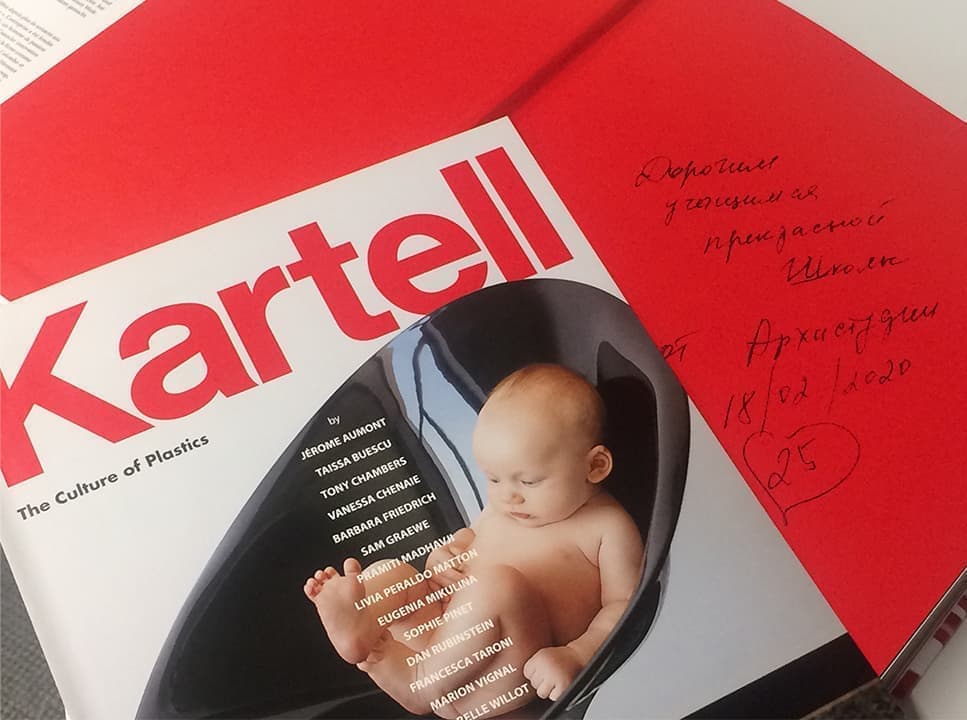 Kartell
The Culture of Plastics
by
JÉROME AUMONT
TAISSA BUESCU
TONY CHAMBERS
VANESSA CHENAIE
BARBARA FRIEDRICH
SAM GRAEWE
PRAMITI MADHAVJI
LIVIA PERALDO MATTON
EUGENIA MIKULINA
SOPHIE PINET
DAN RUBINSTEIN
FRANCESCA TARONI
MARION VIGNAL
WILLOT
Дорогим
учащимся
прекрасной
Школы
от Архистудии
18/02/2020
25